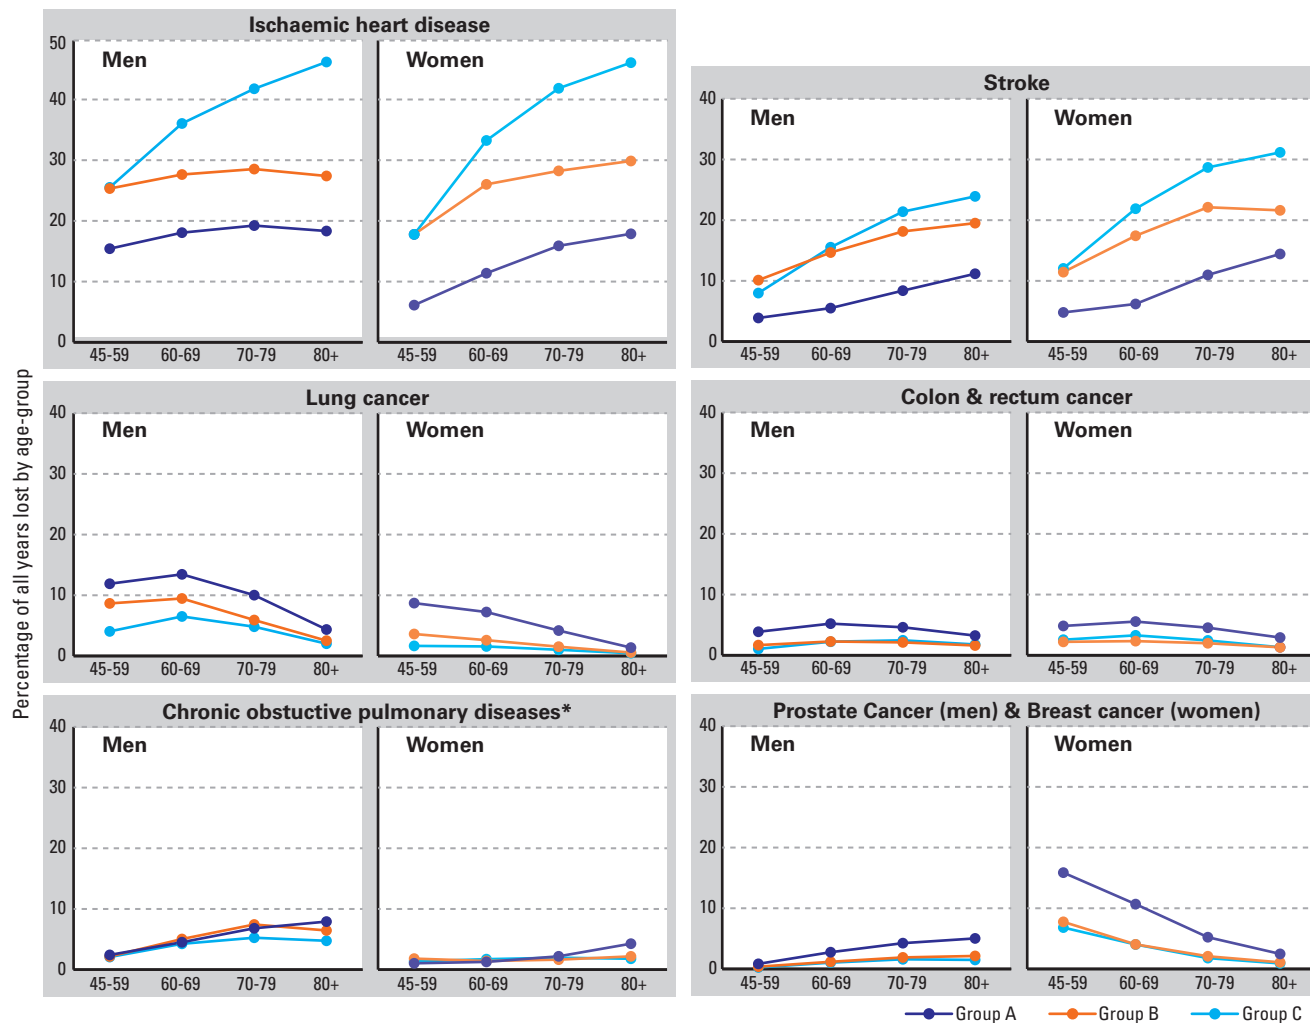 Percentage of all years lost by age-group
Ischaemic heart disease
Men
Women
50
40
30
20
10
0
45-59 60-69 70-79 80+
45-59 60-69 70-79 80+
Stroke
Men
Women
40
30
20
10
0
45-59 60-69 70-79 80+
45-59 60-69 70-79 80+
Lung cancer
Men
Women
40
30
20
10
0
45-59 60-69 70-79 80+
45-59 60-69 70-79 80+
Colon & rectum cancer
Men
Women
40
30
20
10
0
45-59 60-69 70-79 80+
45-59 60-69 70-79 80+
Chronic obstuctive pulmonary diseases*
Men
Women
40
30
20
10
0
45-59 60-69 70-79 80+
45-59 60-69 70-79 80+
Prostate Cancer (men) & Breast cancer (women)
Men
Women
40
30
20
10
0
45-59 60-69 70-79 80+
45-59 60-69 70-79 80+
Group A Group B Group C